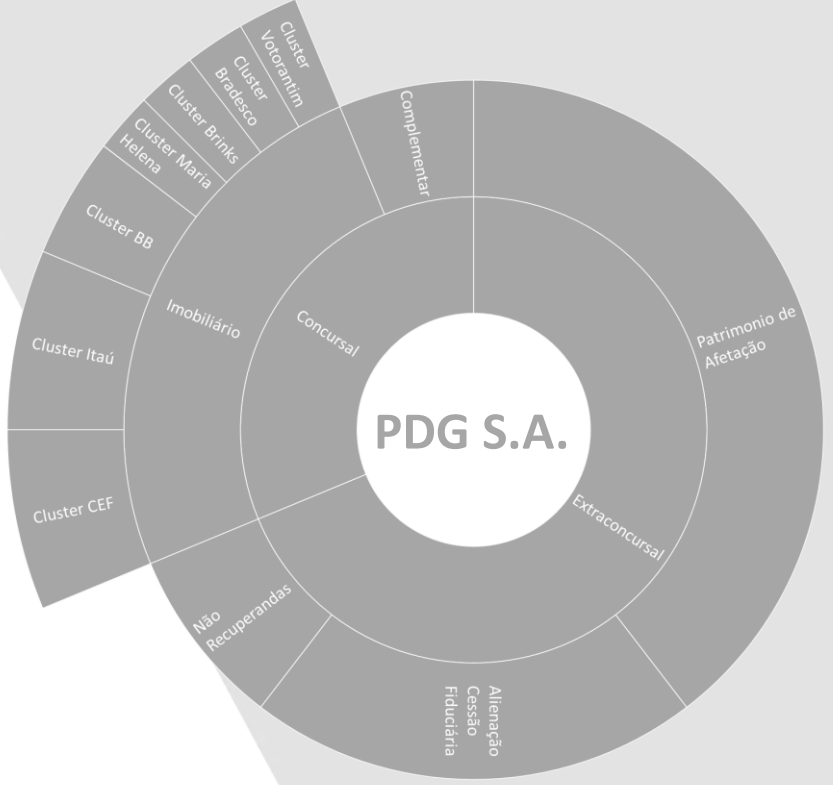 PDG S.A.
Concursal
Extraconcursal
Complementar
Imobiliário
Patrimonio de
Afetação
Alienação
Cessão
Fiduciária
Não
Recuperandas
Cluster CEF
Cluster Itaú
Cluster BB
Cluster Maria
Helena
Cluster Brinks
Cluster
Bradesco
Cluster
Votorantim